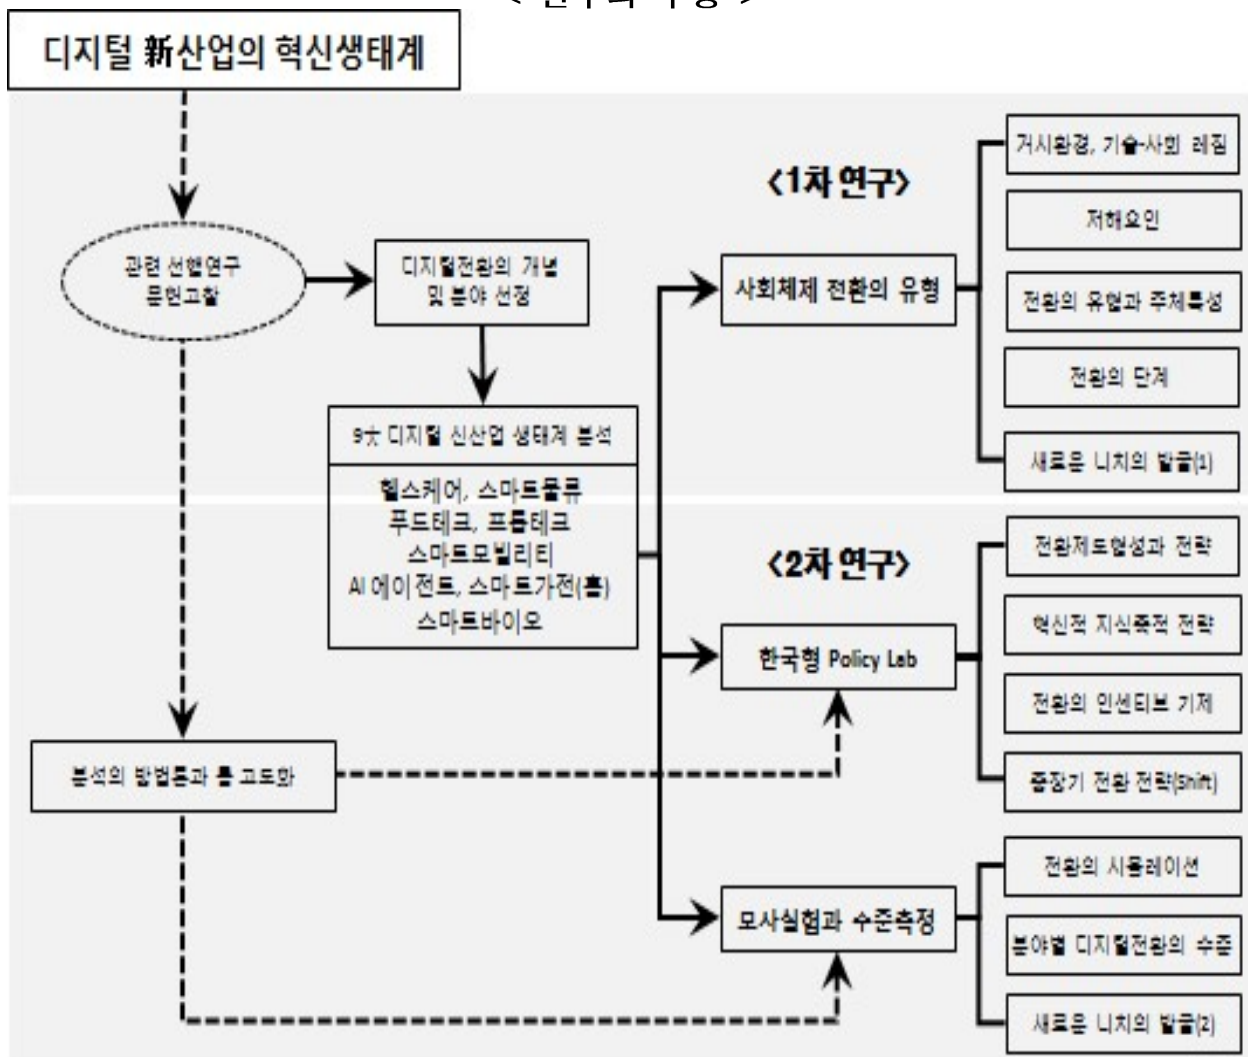 디지털 新산업의 혁신생태계
<1차 연구>
관련 선행연구
문헌고찰
디지털전환의 개념
및 분야 선정
9大 디지털 신산업 생태계 분석
헬스케어, 스마트물류
푸드테크, 프롭테크
스마트모빌리티
AI 에이전트, 스마트가전(홈)
스마트바이오
분석의 방법론과 툴 고도화
사회체제 전환의 유형
거시환경, 기술-사회 레짐
저해요인
전환의 유형과 주체특성
전환의 단계
새로운 니치의 발굴(1)
<2차 연구>
한국형 Policy Lab
전환제도형성과 전략
혁신적 지식축적 전략
전환의 인센티브 기제
중장기 전환 전략(Shift)
모사실험과 수준측정
전환의 시뮬레이션
분야별 디지털전환의 수준
새로운 니치의 발굴(2)